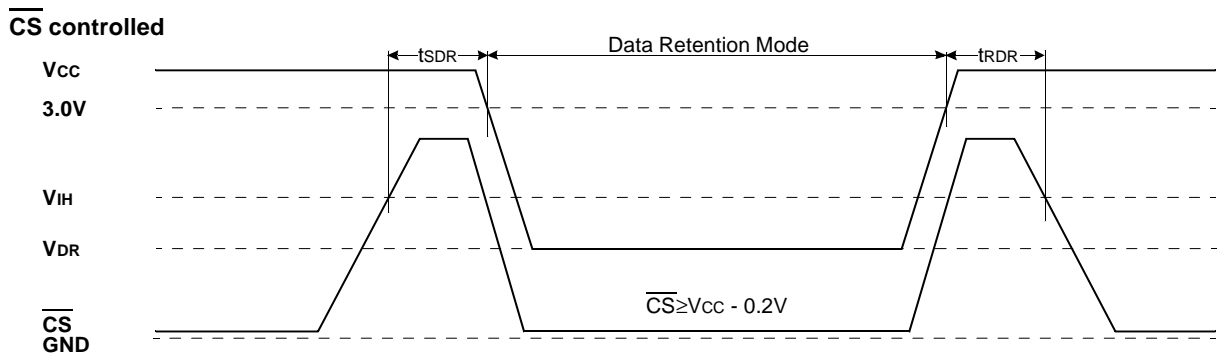 CS controlled
tSDR
Data Retention Mode
tRDR
VCC
3.0V
VIH
VDR
CS≥VCC - 0.2V
CS
GND